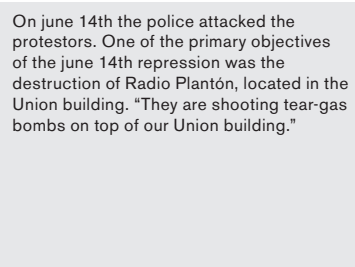 On june 14th the police attacked the
protestors. One of the primary objectives
of the june 14th repression was the
destruction of Radio Plantón, located in the
Union building. “They are shooting tear-gas
bombs on top of our Union building.”